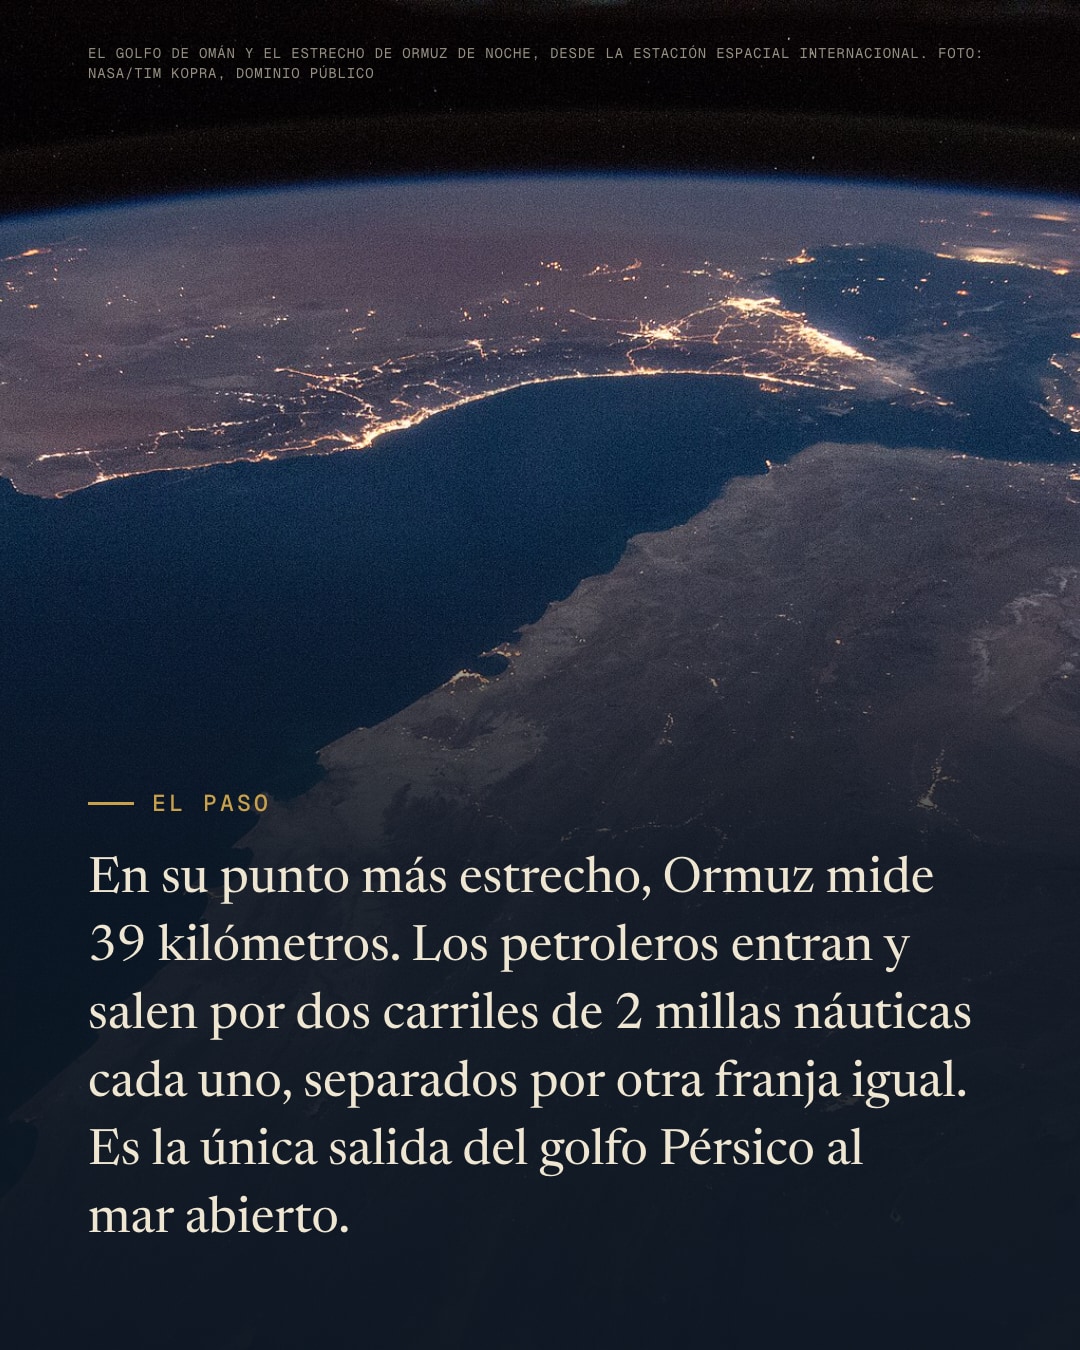 EL GOLFO DE OMÁN Y EL ESTRECHO DE ORMUZ DE NOCHE, DESDE LA ESTACIÓN ESPACIAL INTERNACIONAL. FOTO:
NASA/TIM KOPRA, DOMINIO PÚBLICO
EL PASO
En su punto más estrecho, Ormuz mide
39 kilómetros. Los petroleros entran y
salen por dos carriles de 2 millas náuticas
cada uno, separados por otra franja igual.
Es la única salida del golfo Pérsico al
mar abierto.